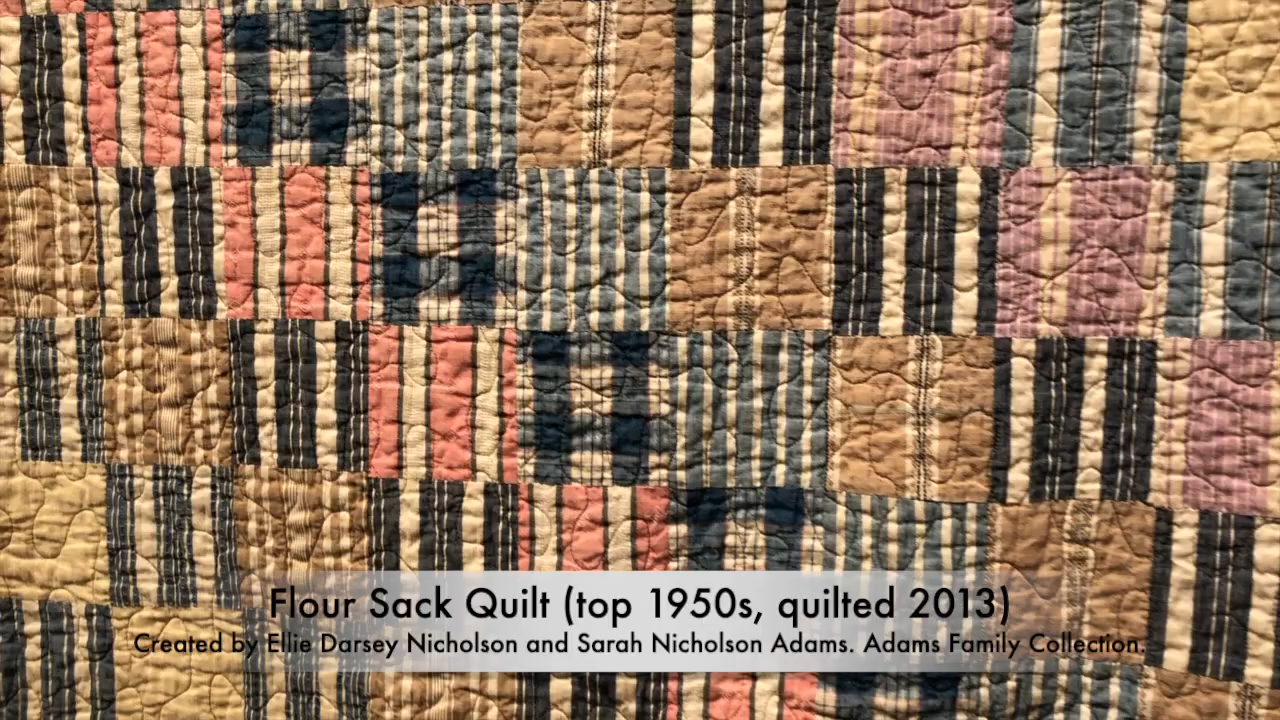 Flour Sack Quilt (top 1950s, quilted 2013)
Created by Ellie Darsey Nicholson and Sarah Nicholson Adams. Adams Family Collection.